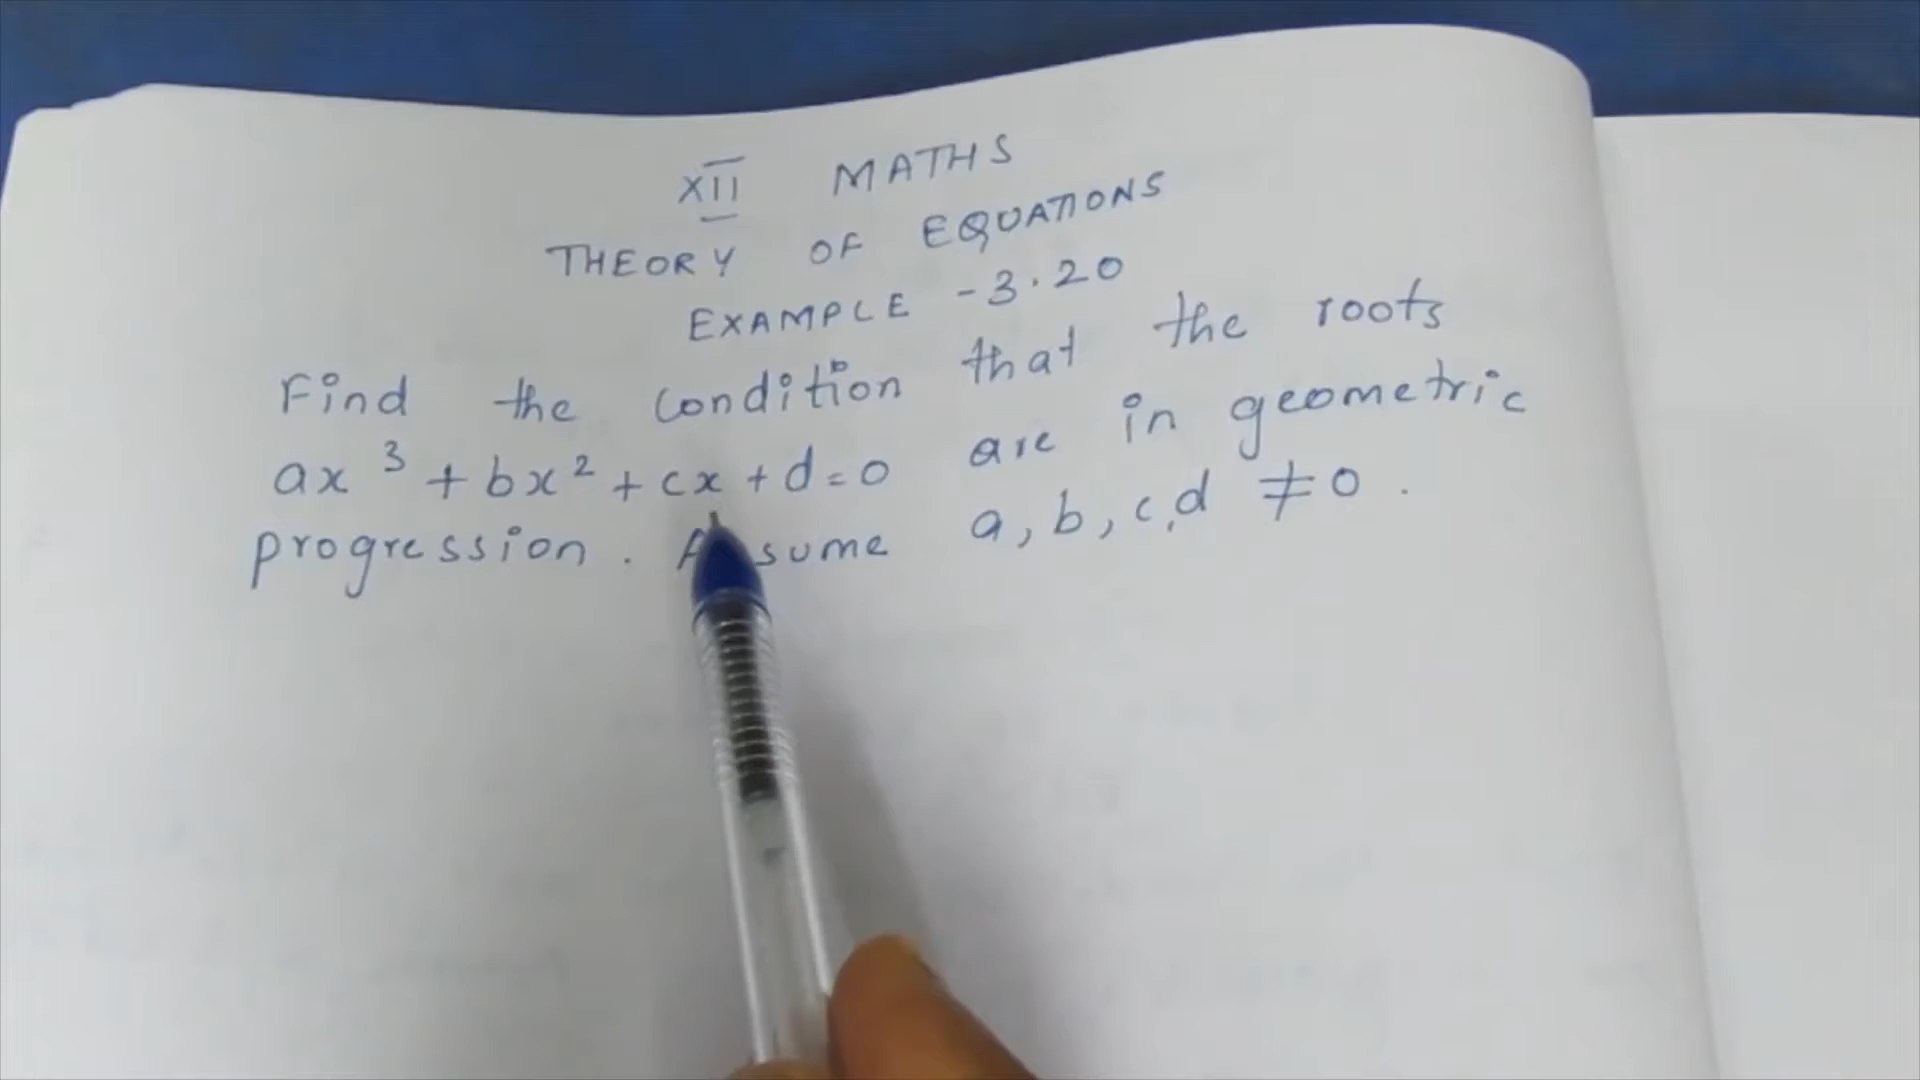 XII MATHS
THEORY OF EQUATIONS
EXAMPLE - 3.20
Find the condition that the roots
ax³ + bx² + cx + d = 0 are in geometric
progression. Assume a, b, c, d ≠ 0.